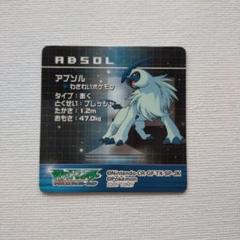 ABSOL
アブソル
わざわいポケモン
タイプ：あく
とくせい：プレッシャー
たかさ：1.2m
おもさ：47.0kg
©Nintendo・CR・GF・TX・SP・JK